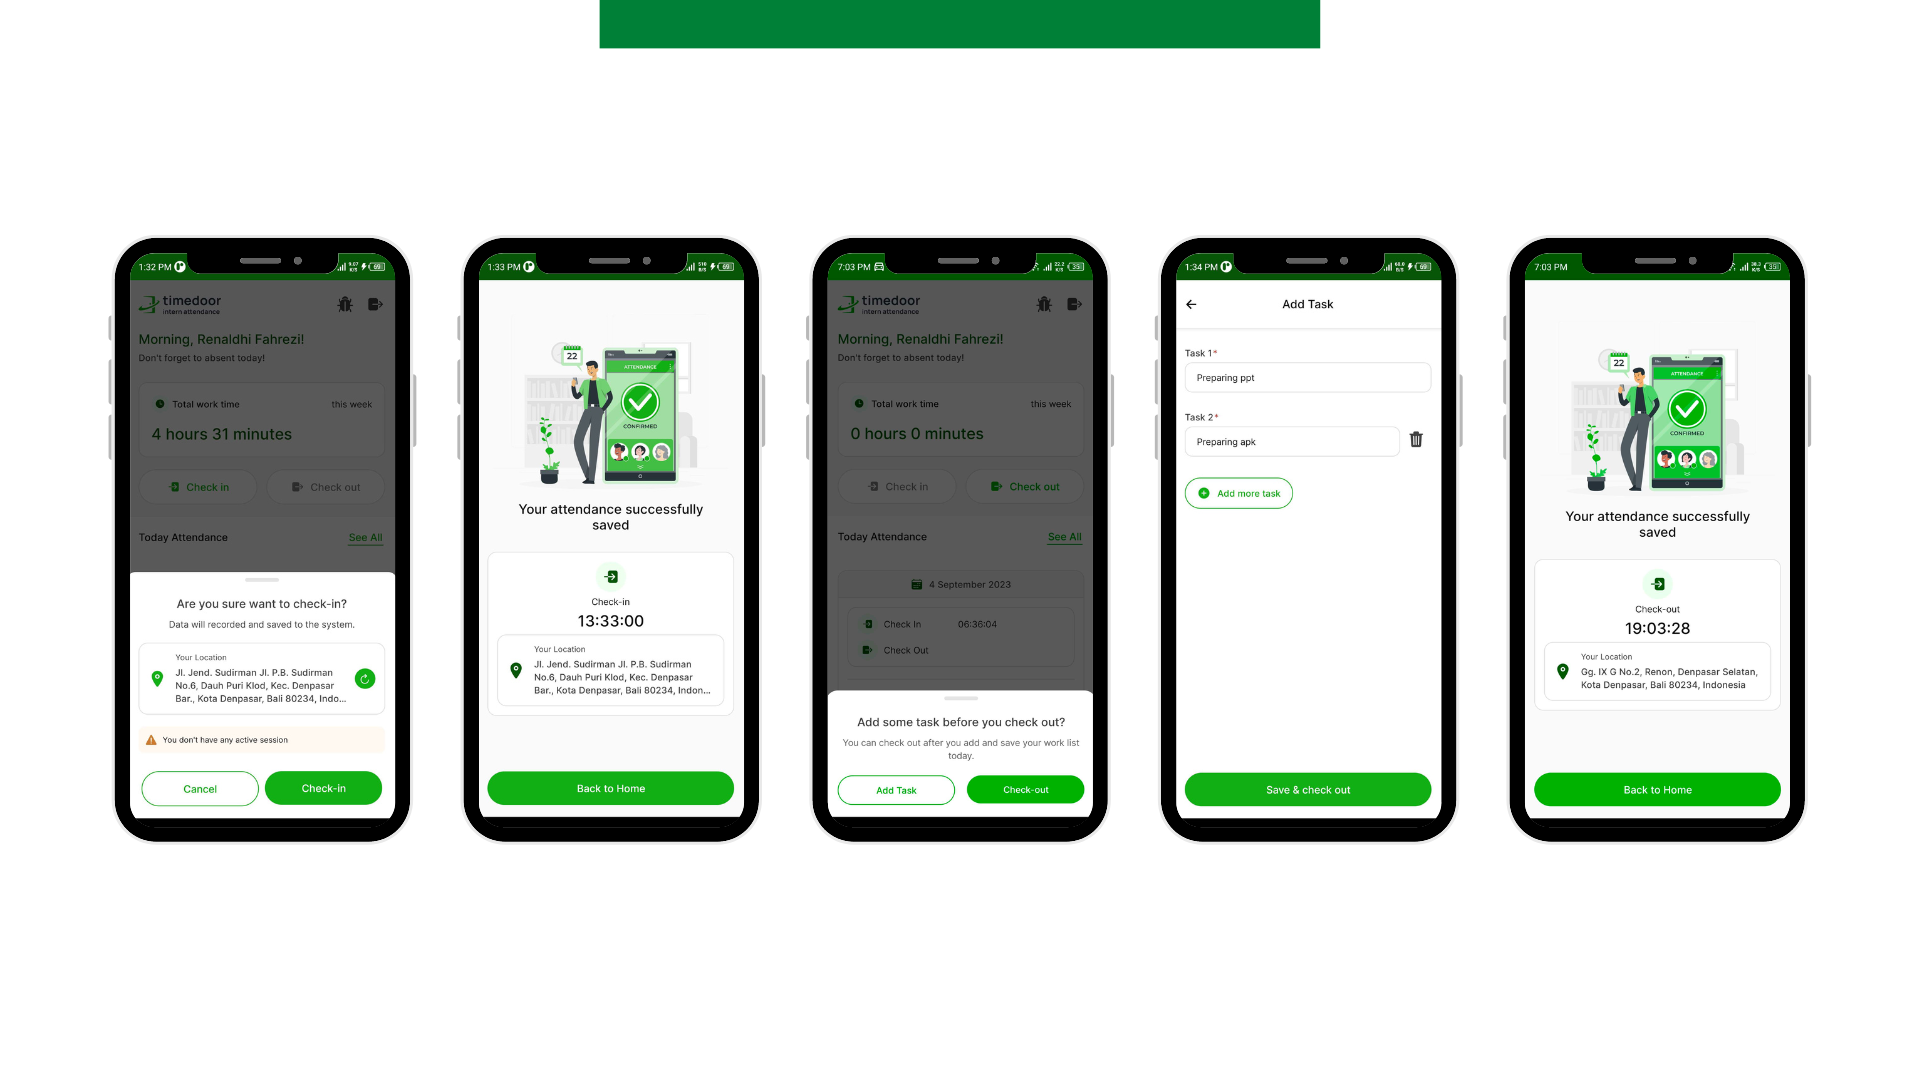 1:32 PM
timedoor
intern attendance
Morning, Renaldhi Fahrezi!
Don't forget to absent today!
Total work time
this week
4 hours 31 minutes
Check in
Check out
Today Attendance
See All
Are you sure want to check-in?
Data will recorded and saved to the system.
Your Location
Jl. Jend. Sudirman Jl. P.B. Sudirman
No.6, Dauh Puri Klod, Kec. Denpasar
Bar., Kota Denpasar, Bali 80234, Indo...
You don't have any active session
Cancel
Check-in
1:33 PM
22
ATTENDANCE
CONFIRMED
Your attendance successfully
saved
Check-in
13:33:00
Your Location
Jl. Jend. Sudirman Jl. P.B. Sudirman
No.6, Dauh Puri Klod, Kec. Denpasar
Bar., Kota Denpasar, Bali 80234, Indon...
Back to Home
7:03 PM
timedoor
intern attendance
Morning, Renaldhi Fahrezi!
Don't forget to absent today!
Total work time
this week
0 hours 0 minutes
Check in
Check out
Today Attendance
See All
4 September 2023
Check In
06:36:04
Check Out
Add some task before you check out?
You can check out after you add and save your work list
today.
Add Task
Check-out
1:34 PM
Add Task
Task 1*
Preparing ppt
Task 2*
Preparing apk
Add more task
Save & check out
7:03 PM
22
ATTENDANCE
CONFIRMED
Your attendance successfully
saved
Check-out
19:03:28
Your Location
Gg. IX G No.2, Renon, Denpasar Selatan,
Kota Denpasar, Bali 80234, Indonesia
Back to Home